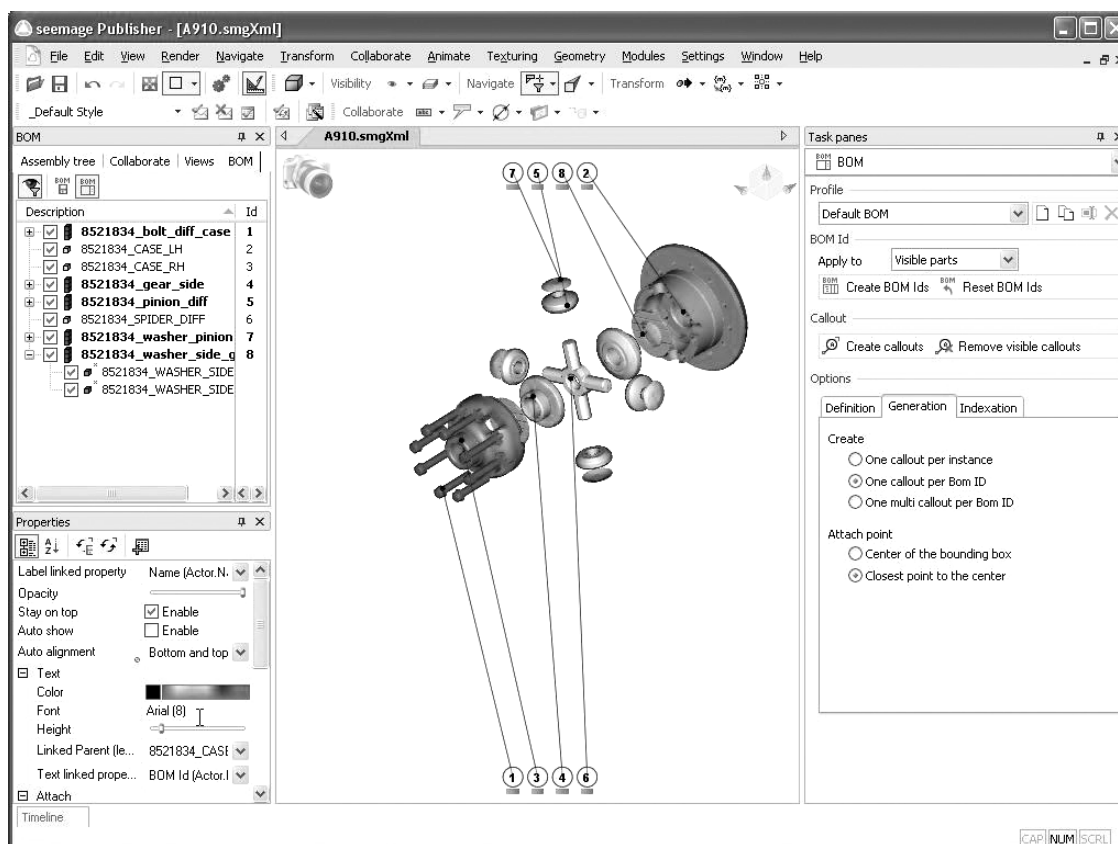 seemage Publisher - [A910.smgXml]
File Edit View Render Navigate Transform Collaborate Animate Texturing Geometry Modules Settings Window Help
Visibility Navigate Transform
_Default Style Collaborate abc
BOM
Assembly tree Collaborate Views BOM
BOM BOM
Description Id
8521834_bolt_diff_case 1
8521834_CASE_LH 2
8521834_CASE_RH 3
8521834_gear_side 4
8521834_pinion_diff 5
8521834_SPIDER_DIFF 6
8521834_washer_pinion 7
8521834_washer_side_g 8
8521834_WASHER_SIDE
8521834_WASHER_SIDE
Properties
Label linked property Name (Actor.N.
Opacity
Stay on top Enable
Auto show Enable
Auto alignment Bottom and top
Text
Color
Font Arial (8)
Height
Linked Parent (le... 8521834_CASE
Text linked prope... BOM Id (Actor.I
Attach
Timeline
A910.smgXml
7 5 8 2
1 3 4 6
Task panes
BOM BOM
Profile
Default BOM
BOM Id
Apply to Visible parts
Create BOM Ids BOM Reset BOM Ids
Callout
Create callouts Remove visible callouts
Options
Definition Generation Indexation
Create
One callout per instance
One callout per Bom ID
One multi callout per Bom ID
Attach point
Center of the bounding box
Closest point to the center
CAP NUM SCRL